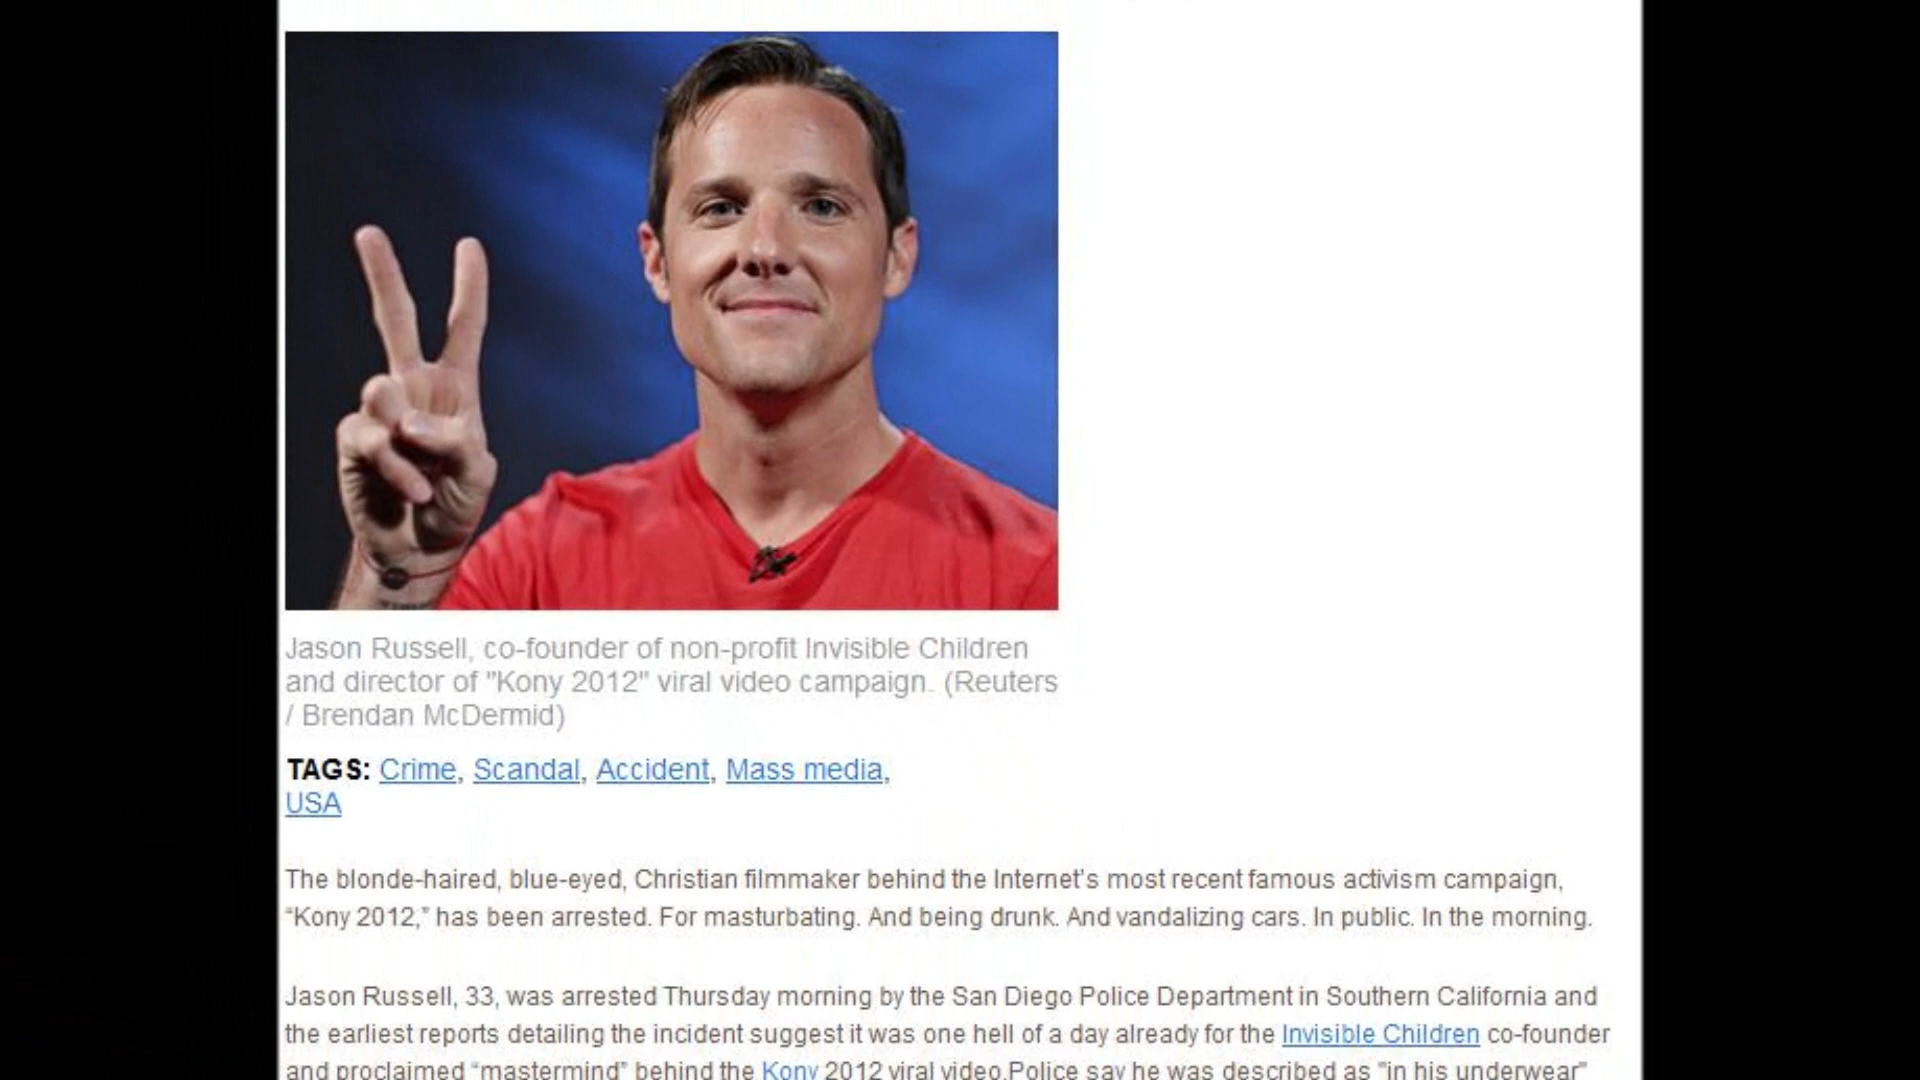 Jason Russell, co-founder of non-profit Invisible Children
and director of "Kony 2012" viral video campaign. (Reuters
/ Brendan McDermid)
TAGS: Crime, Scandal, Accident, Mass media,
USA
The blonde-haired, blue-eyed, Christian filmmaker behind the Internet's most recent famous activism campaign,
“Kony 2012,” has been arrested. For masturbating. And being drunk. And vandalizing cars. In public. In the morning.
Jason Russell, 33, was arrested Thursday morning by the San Diego Police Department in Southern California and
the earliest reports detailing the incident suggest it was one hell of a day already for the Invisible Children co-founder
and proclaimed “mastermind” behind the Kony 2012 viral video.Police say he was described as "in his underwear"